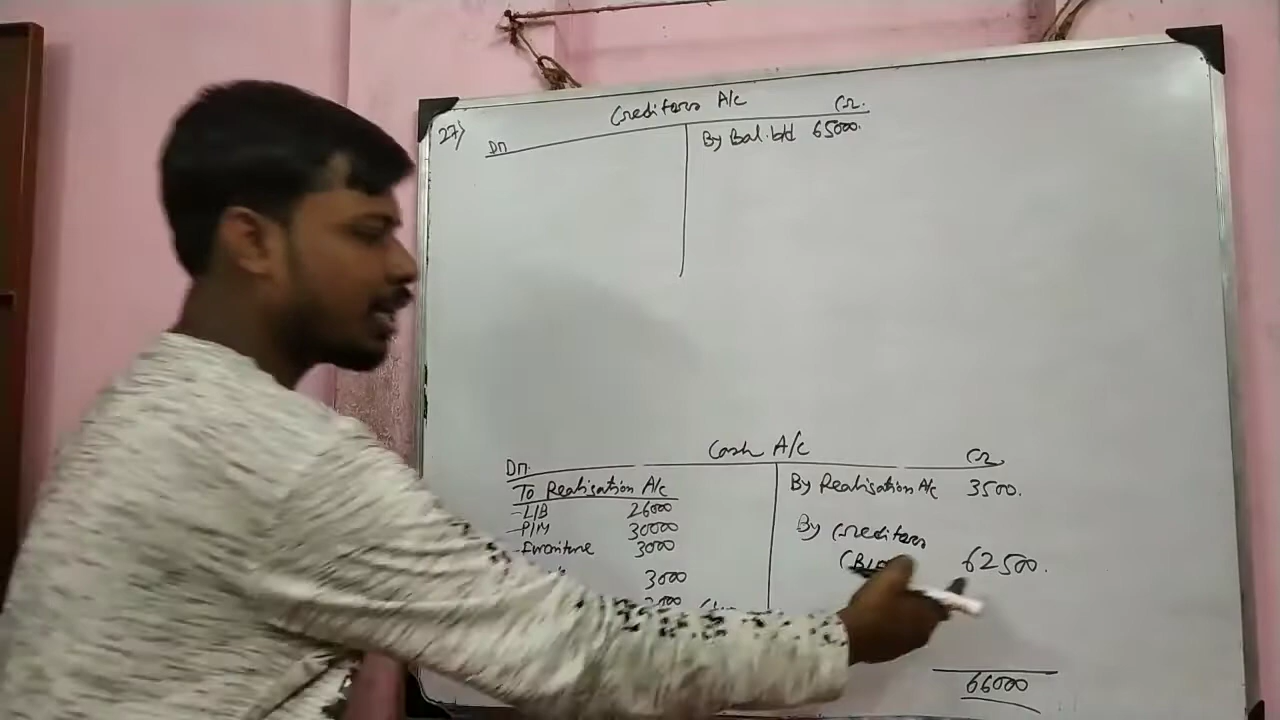 27)
Creditors A/c
Dr.
Cr.
By Bal. b/d 65000.
Cash A/c
Dr.
Cr.
To Realisation A/c
- L/B 26000
- P/M 30000
- Furniture 3000
3000
By Realisation A/c 3500.
By Creditors
62500.
66000